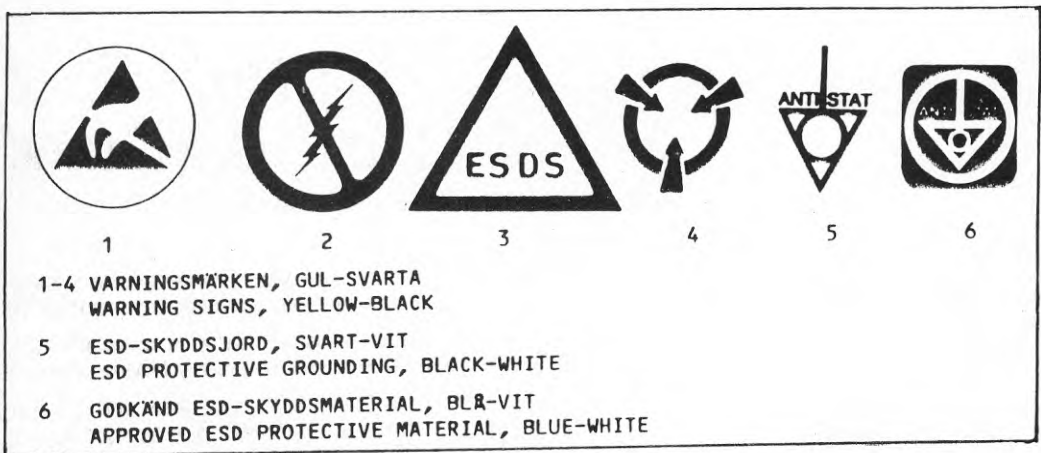 ESDS
ANTISTAT
1 2 3 4 5 6
1-4 VARNINGSMÄRKEN, GUL-SVARTA
WARNING SIGNS, YELLOW-BLACK
5 ESD-SKYDDSJORD, SVART-VIT
ESD PROTECTIVE GROUNDING, BLACK-WHITE
6 GODKÄND ESD-SKYDDSMATERIAL, BLÅ-VIT
APPROVED ESD PROTECTIVE MATERIAL, BLUE-WHITE